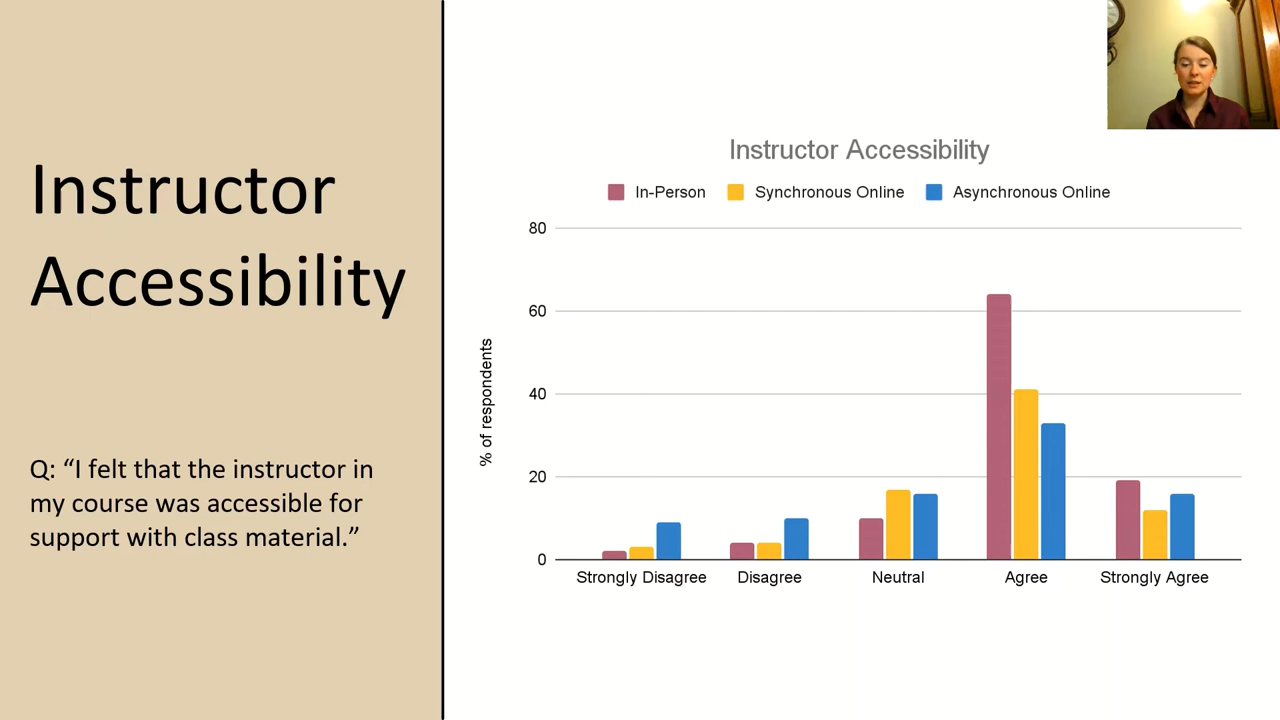 Instructor
Accessibility
Q: “I felt that the instructor in
my course was accessible for
support with class material.”
Instructor Accessibility
In-Person Synchronous Online Asynchronous Online
% of respondents
80
60
40
20
0
Strongly Disagree Disagree Neutral Agree Strongly Agree